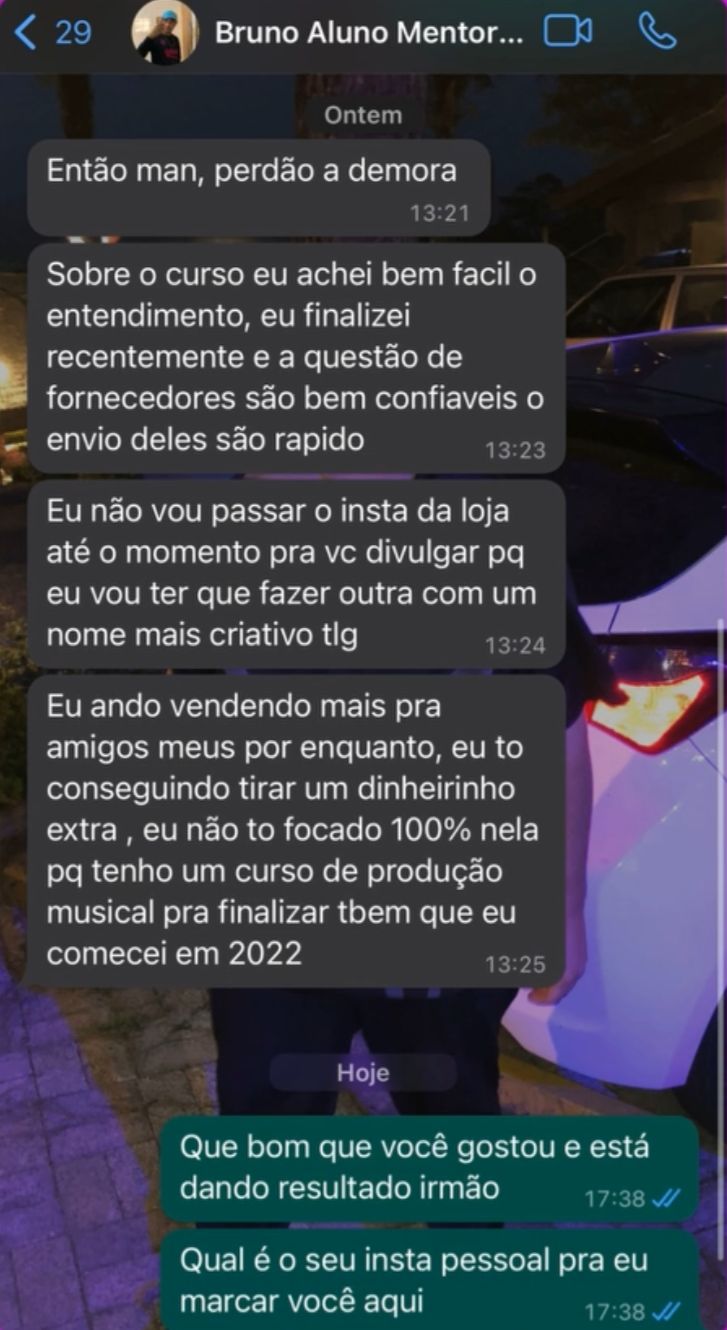 29
Bruno Aluno Mentor...
Ontem
Então man, perdão a demora
13:21
Sobre o curso eu achei bem facil o
entendimento, eu finalizei
recentemente e a questão de
fornecedores são bem confiaveis o
envio deles são rapido
13:23
Eu não vou passar o insta da loja
até o momento pra vc divulgar pq
eu vou ter que fazer outra com um
nome mais criativo tlg
13:24
Eu ando vendendo mais pra
amigos meus por enquanto, eu to
conseguindo tirar um dinheirinho
extra , eu não to focado 100% nela
pq tenho um curso de produção
musical pra finalizar tbem que eu
comecei em 2022
13:25
Hoje
Que bom que você gostou e está
dando resultado irmão
17:38
Qual é o seu insta pessoal pra eu
marcar você aqui
17:38